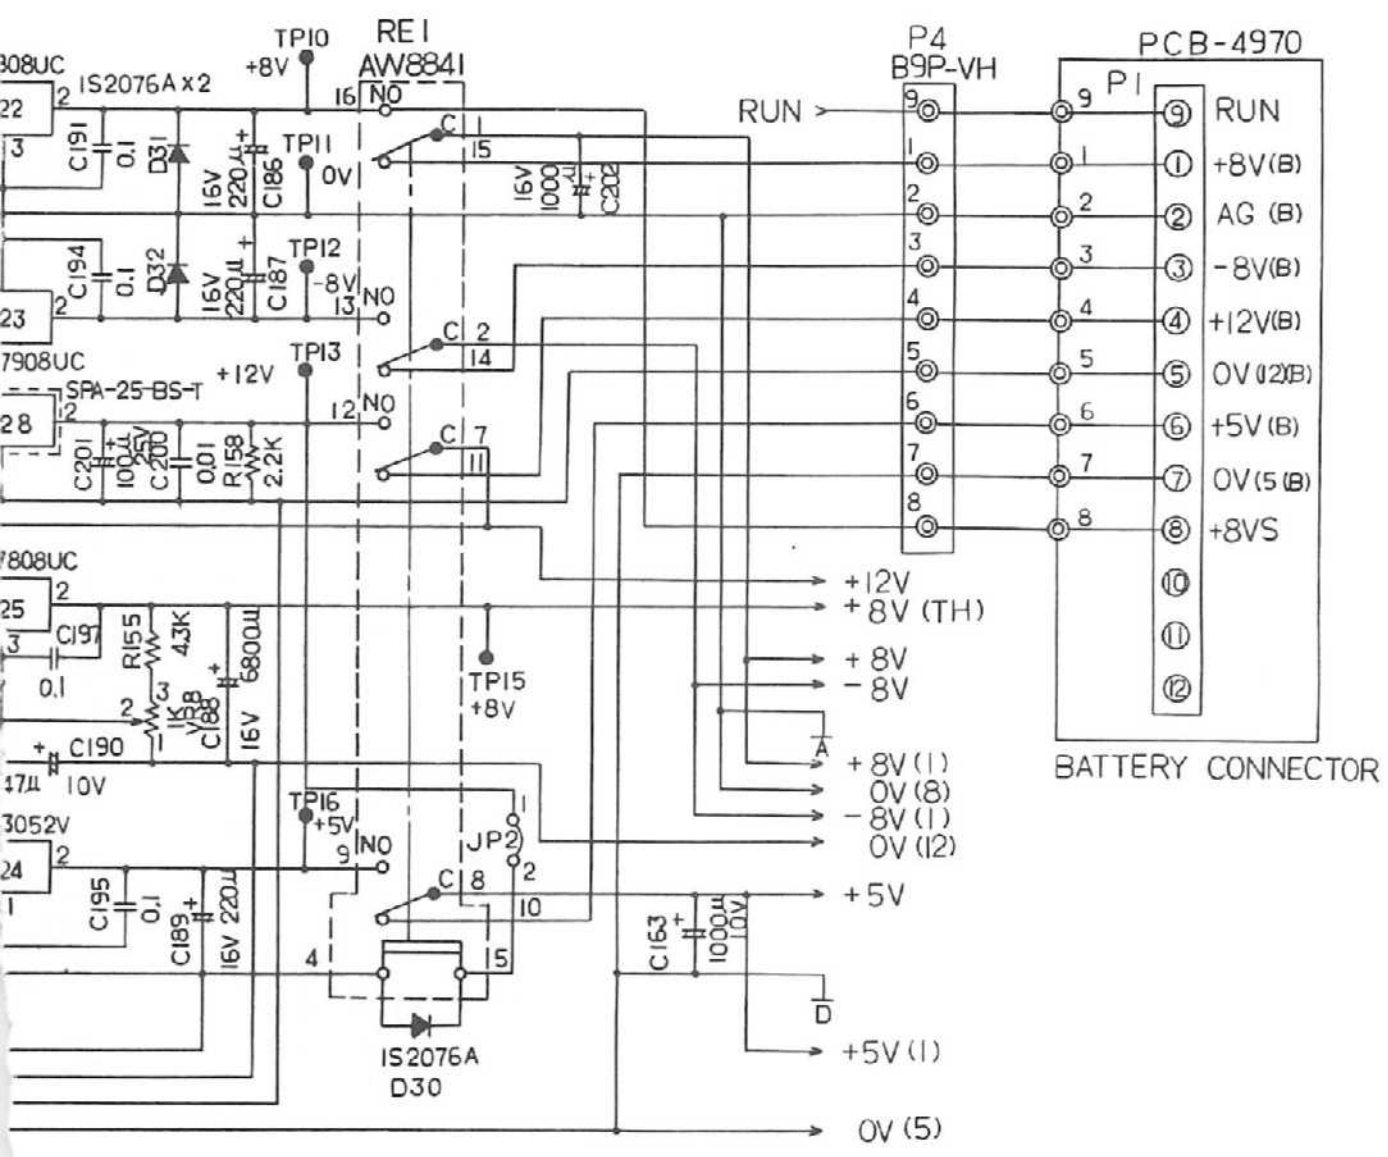 RE1
AW8841
TP10
+8V
308UC
1S2076A x2
22
2
3
C191
0.1
D31
16V
220µ
+
C186
TP11
0V
16
NO
C
1
15
16V
1000
µ
+
C202
C194
0.1
D32
16V
220µ
+
C187
TP12
-8V
13
NO
23
2
7908UC
C
2
14
TP13
+12V
SPA-25-BS-T
28
2
12
NO
C201
+
100µ
25V
C200
0.01
R158
2.2K
C
7
11
7808UC
25
2
3
C197
0.1
R155
4.3K
2
3
1
1K
VR8
C188
+
16V
6800µ
TP15
+8V
+
C190
47µ
10V
3052V
24
2
1
TP16
+5V
9
NO
1
JP2
2
C195
0.1
C189
+
16V
220µ
C
8
10
4
5
1S2076A
D30
C163
+
1000µ
10V
P4
B9P-VH
RUN
9
1
2
3
4
5
6
7
8
PCB-4970
P1
9 ⑨ RUN
1 ① +8V(B)
2 ② AG (B)
3 ③ -8V(B)
4 ④ +12V(B)
5 ⑤ 0V(12)(B)
6 ⑥ +5V(B)
7 ⑦ 0V(5(B)
8 ⑧ +8VS
⑩
⑪
⑫
BATTERY CONNECTOR
+12V
+8V(TH)
+8V
-8V
A
+8V(1)
0V(8)
-8V(1)
0V(12)
+5V
D
+5V(1)
0V(5)